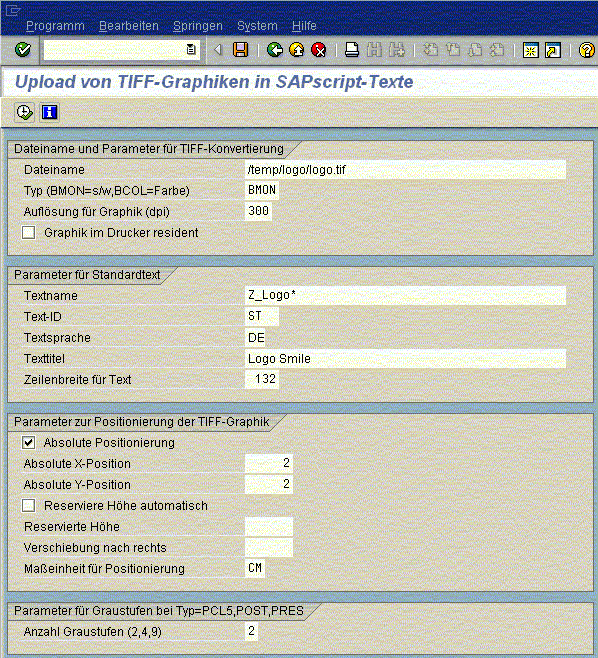 Programm Bearbeiten Springen System Hilfe
Upload von TIFF-Graphiken in SAPscript-Texte
Dateiname und Parameter für TIFF-Konvertierung
Dateiname /temp/logo/logo.tif
Typ (BMON=s/w,BCOL=Farbe) BMON
Auflösung für Graphik (dpi) 300
Graphik im Drucker resident
Parameter für Standardtext
Textname Z_Logo*
Text-ID ST
Textsprache DE
Texttitel Logo Smile
Zeilenbreite für Text 132
Parameter zur Positionierung der TIFF-Graphik
Absolute Positionierung
Absolute X-Position 2
Absolute Y-Position 2
Reserviere Höhe automatisch
Reservierte Höhe
Verschiebung nach rechts
Maßeinheit für Positionierung CM
Parameter für Graustufen bei Typ=PCL5,POST,PRES
Anzahl Graustufen (2,4,9) 2